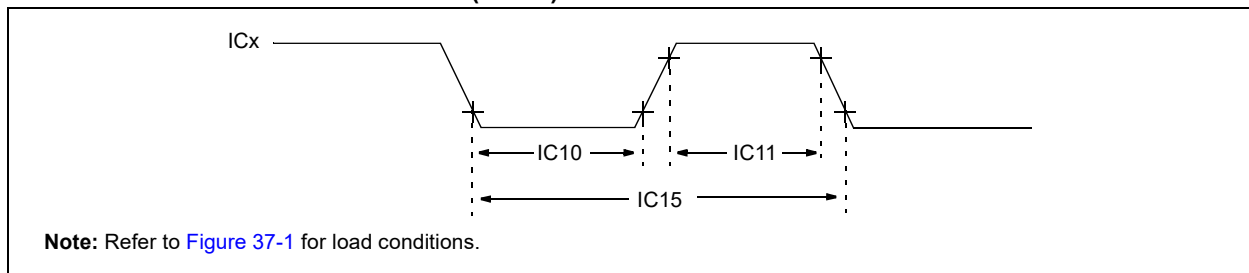 ICx
IC10
IC11
IC15
Note: Refer to Figure 37-1 for load conditions.